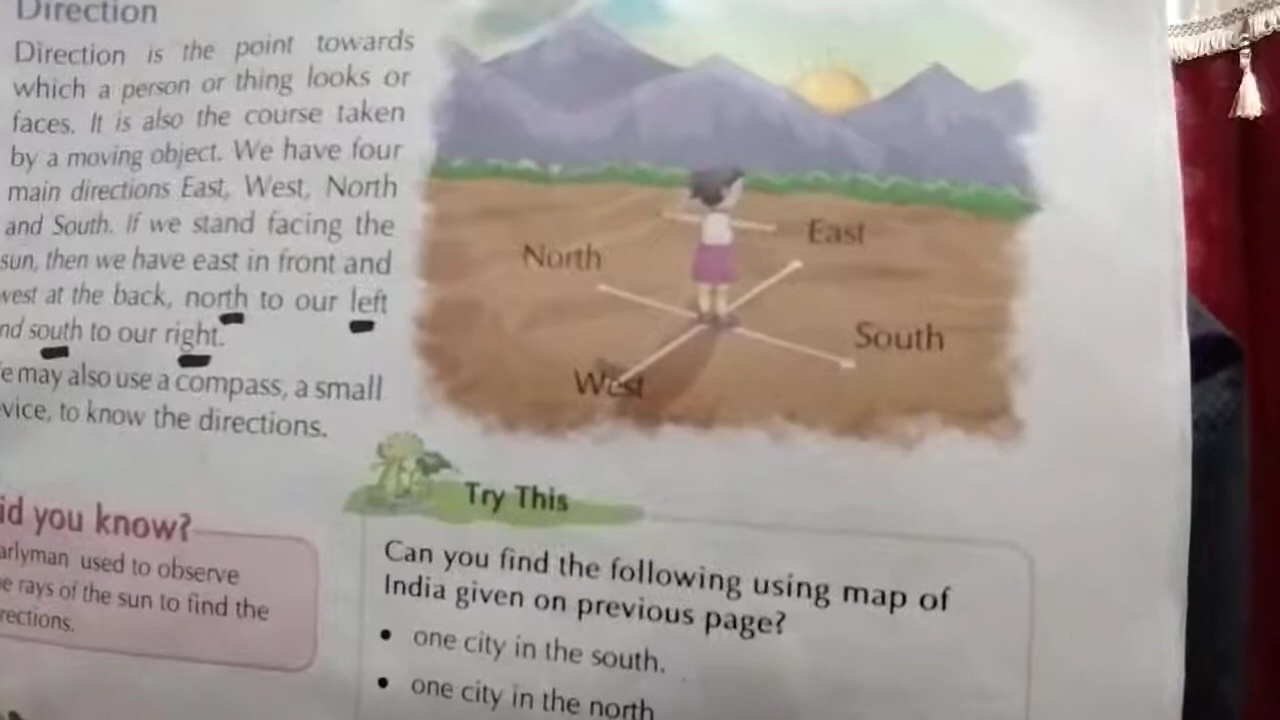 Direction
Direction is the point towards
which a person or thing looks or
faces. It is also the course taken
by a moving object. We have four
main directions East, West, North
and South. If we stand facing the
sun, then we have east in front and
west at the back, north to our left
nd south to our right.
e may also use a compass, a small
vice, to know the directions.
North
East
South
West
Try This
Can you find the following using map of
India given on previous page?
• one city in the south.
• one city in the north
id you know?
arlyman used to observe
e rays of the sun to find the
rections.